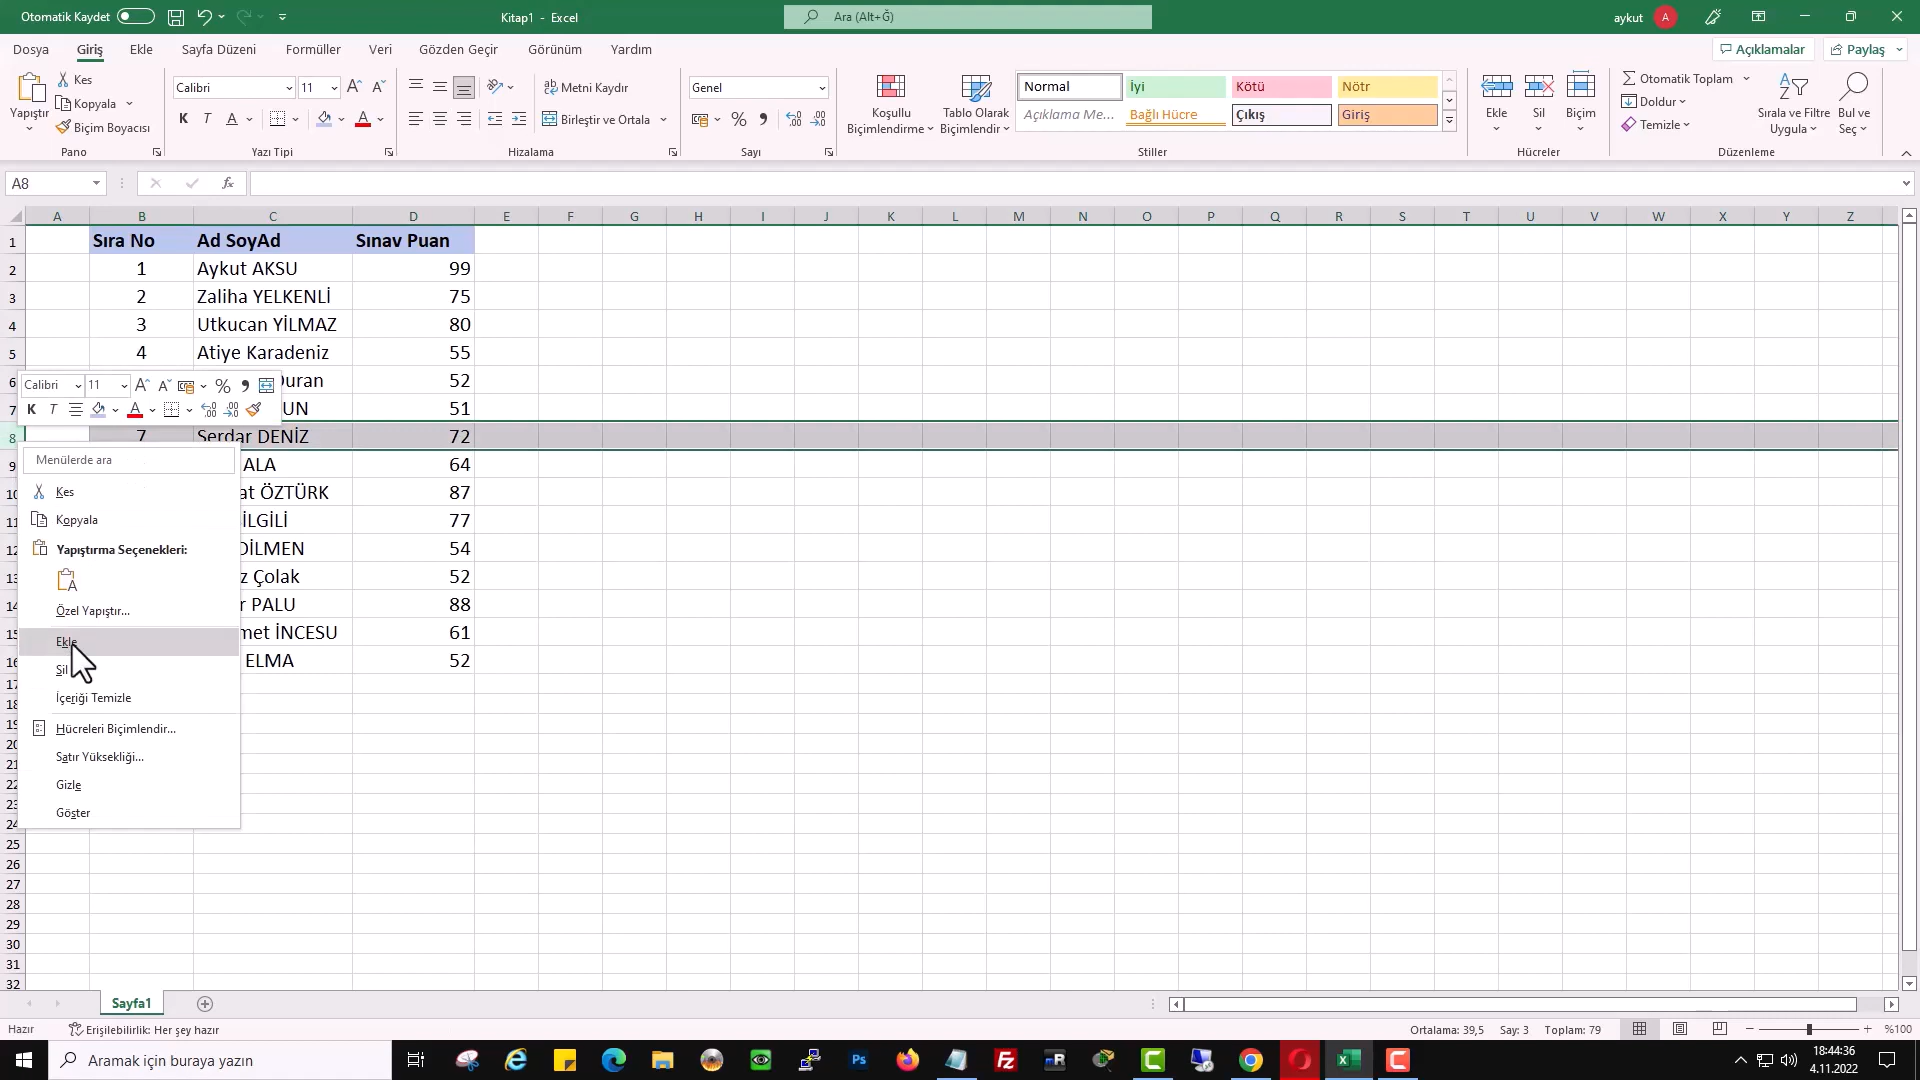 Otomatik Kaydet
Kitap1 - Excel
Ara (Alt+Ğ)
aykut A
Dosya Giriş Ekle Sayfa Düzeni Formüller Veri Gözden Geçir Görünüm Yardım
Açıklamalar Paylaş
Yapıştır
Kes
Kopyala
Biçim Boyacısı
Pano
Calibri 11
K T A
Yazı Tipi
Metni Kaydır
Birleştir ve Ortala
Hizalama
Genel
Sayı
Koşullu
Biçimlendirme
Tablo Olarak
Biçimlendir
Normal İyi Kötü Nötr
Açıklama Me... Bağlı Hücre Çıkış Giriş
Stiller
Ekle Sil Biçim
Hücreler
Otomatik Toplam
Doldur
Temizle
Sırala ve Filtre
Uygula
Bul ve
Seç
Düzenleme
A8 fx
A B C D E F G H I J K L M N O P Q R S T U V W X Y Z
1 Sıra No Ad SoyAd Sınav Puan
2 1 Aykut AKSU 99
3 2 Zaliha YELKENLİ 75
4 3 Utkucan YİLMAZ 80
5 4 Atiye Karadeniz 55
6 Duran 52
7 UN 51
Calibri 11
K T A
8 7 Serdar DENİZ 72
9 ALA 64
10 at ÖZTÜRK 87
11 İLGİLİ 77
12 DİLMEN 54
13 z Çolak 52
14 r PALU 88
15 met İNCESU 61
16 ELMA 52
17
18
19
20
21
22
23
24
25
26
27
28
29
30
31
32
Menülerde ara
Kes
Kopyala
Yapıştırma Seçenekleri:
Özel Yapıştır...
Ekle
Sil
İçeriği Temizle
Hücreleri Biçimlendir...
Satır Yüksekliği...
Gizle
Göster
Sayfa1
Hazır Erişilebilirlik: Her şey hazır Ortalama: 39,5 Say: 3 Toplam: 79 %100
Aramak için buraya yazın
18:44:36
4.11.2022